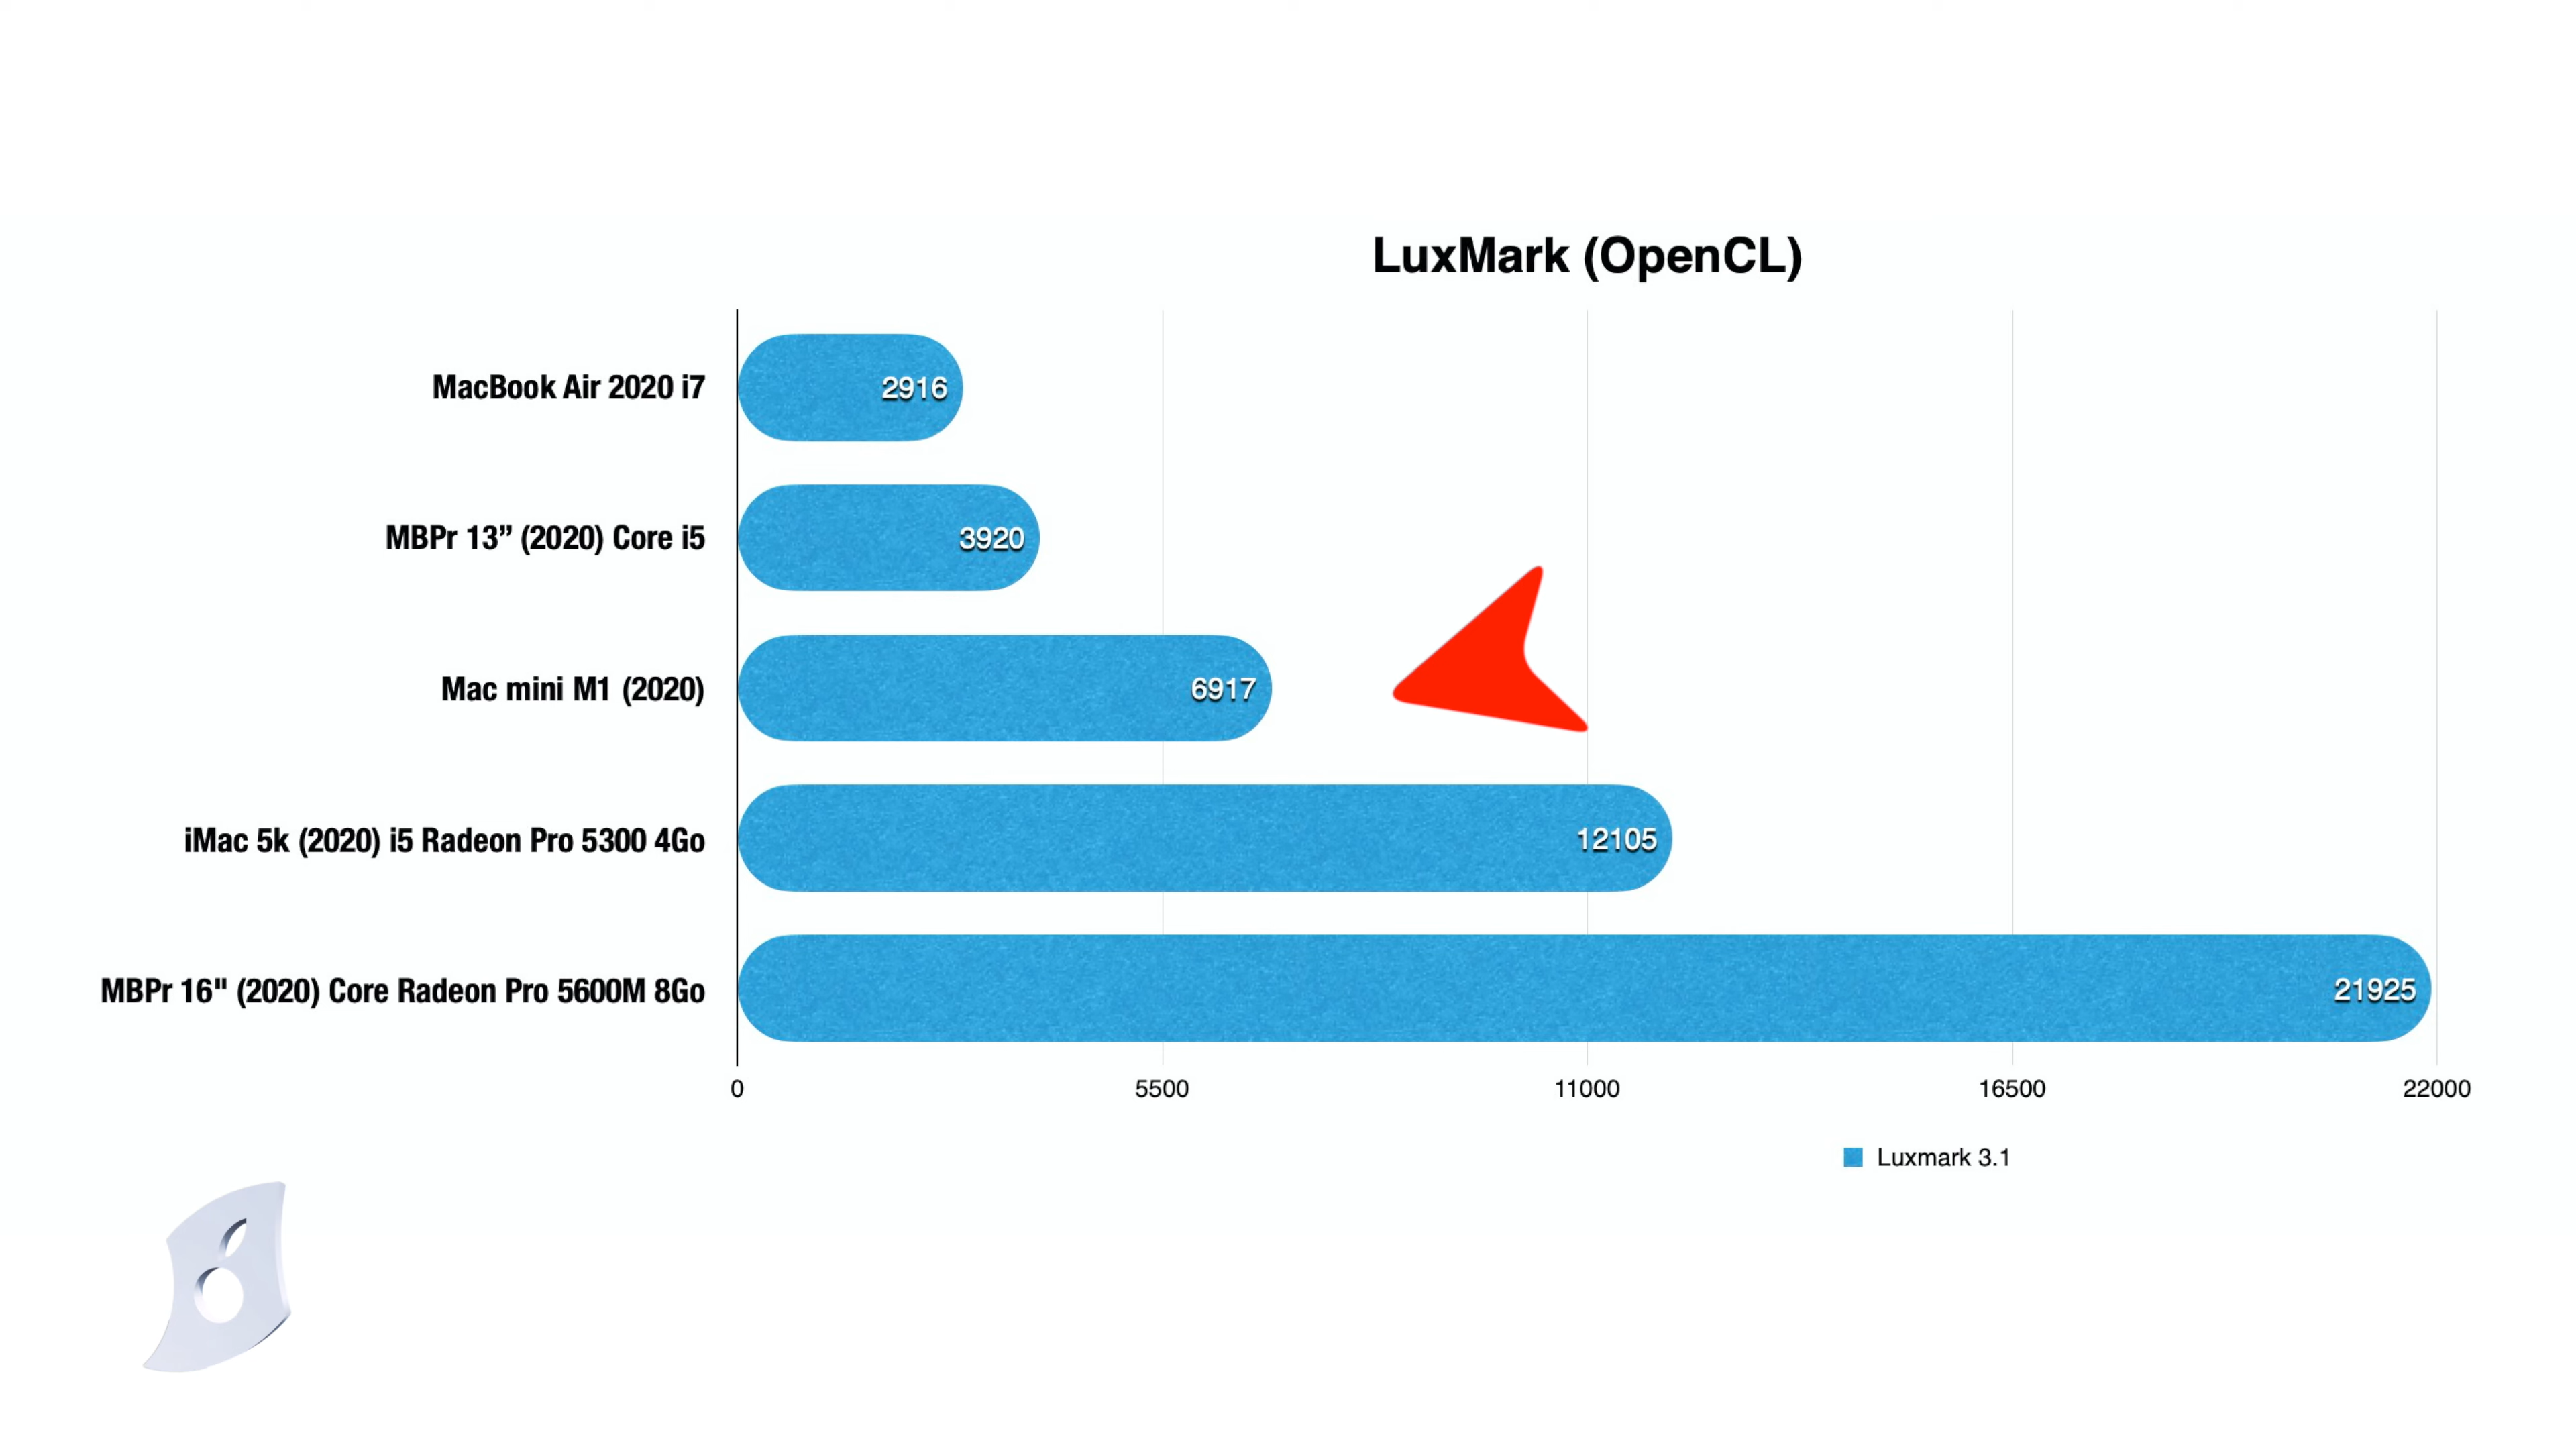 LuxMark (OpenCL)
MacBook Air 2020 i7
2916
MBPr 13” (2020) Core i5
3920
Mac mini M1 (2020)
6917
iMac 5k (2020) i5 Radeon Pro 5300 4Go
12105
MBPr 16" (2020) Core Radeon Pro 5600M 8Go
21925
0 5500 11000 16500 22000
Luxmark 3.1